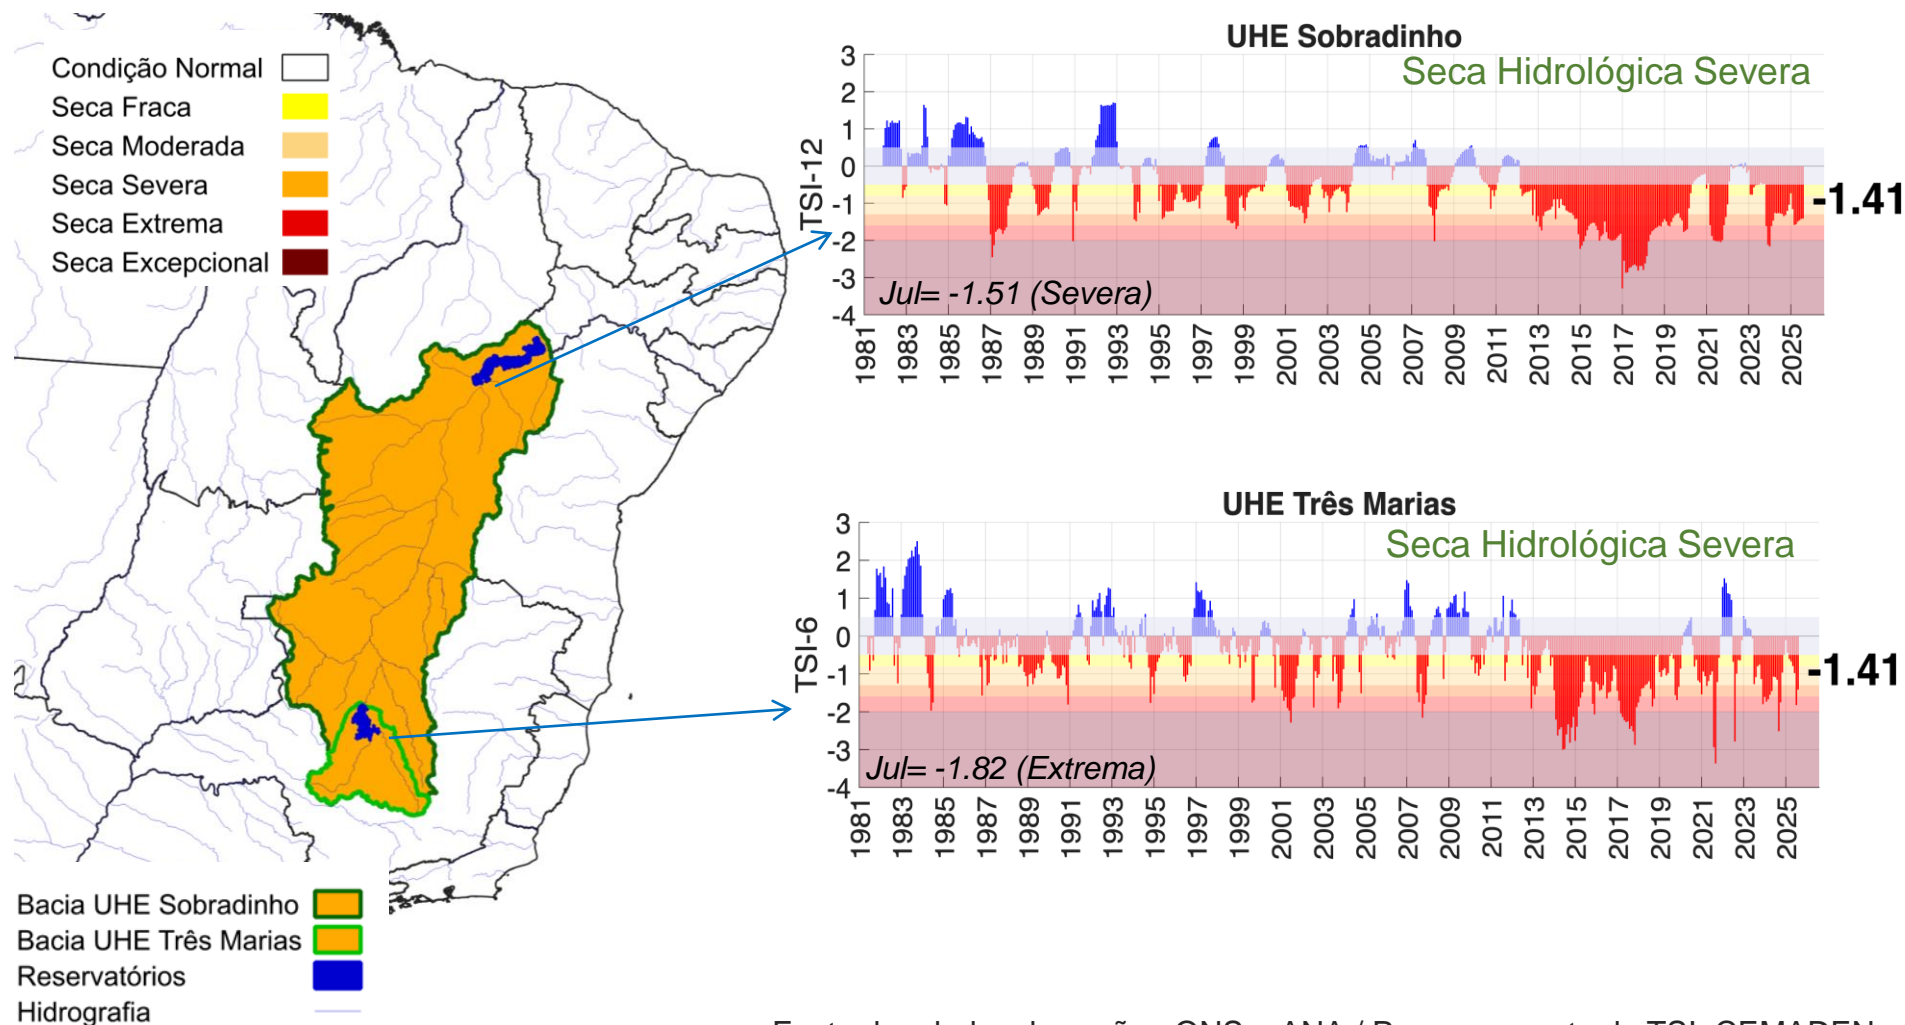 Condição Normal
Seca Fraca
Seca Moderada
Seca Severa
Seca Extrema
Seca Excepcional
UHE Sobradinho
Seca Hidrológica Severa
3
2
1
0
-1
-2
-3
-4
TSI-12
-1.41
Jul= -1.51 (Severa)
1981 1983 1985 1987 1989 1991 1993 1995 1997 1999 2001 2003 2005 2007 2009 2011 2013 2015 2017 2019 2021 2023 2025
UHE Três Marias
Seca Hidrológica Severa
3
2
1
0
-1
-2
-3
-4
TSI-6
-1.41
Jul= -1.82 (Extrema)
1981 1983 1985 1987 1989 1991 1993 1995 1997 1999 2001 2003 2005 2007 2009 2011 2013 2015 2017 2019 2021 2023 2025
Bacia UHE Sobradinho
Bacia UHE Três Marias
Reservatórios
Hidrografia